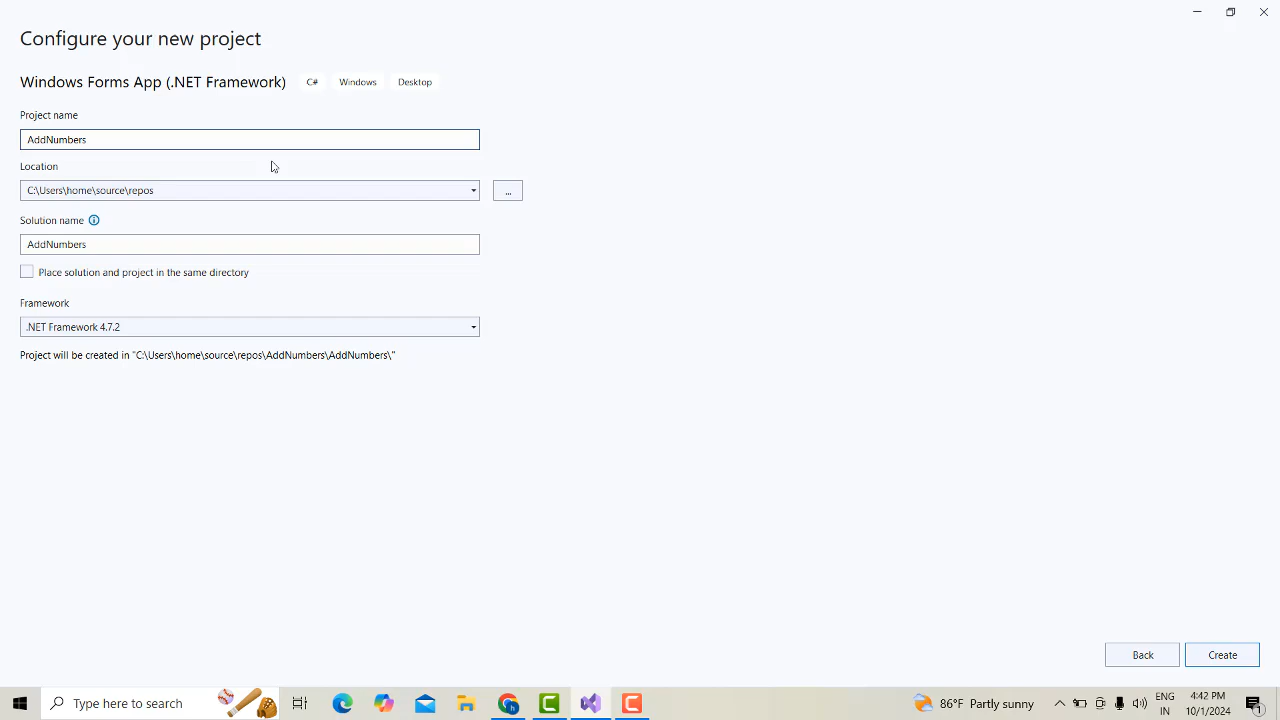 Configure your new project
Windows Forms App (.NET Framework) C# Windows Desktop
Project name
AddNumbers
Location
C:\Users\home\source\repos
...
Solution name
AddNumbers
Place solution and project in the same directory
Framework
.NET Framework 4.7.2
Project will be created in "C:\Users\home\source\repos\AddNumbers\AddNumbers\"
Back Create
Type here to search
86°F Partly sunny
ENG
IN
4:42 PM
10/1/2024
1